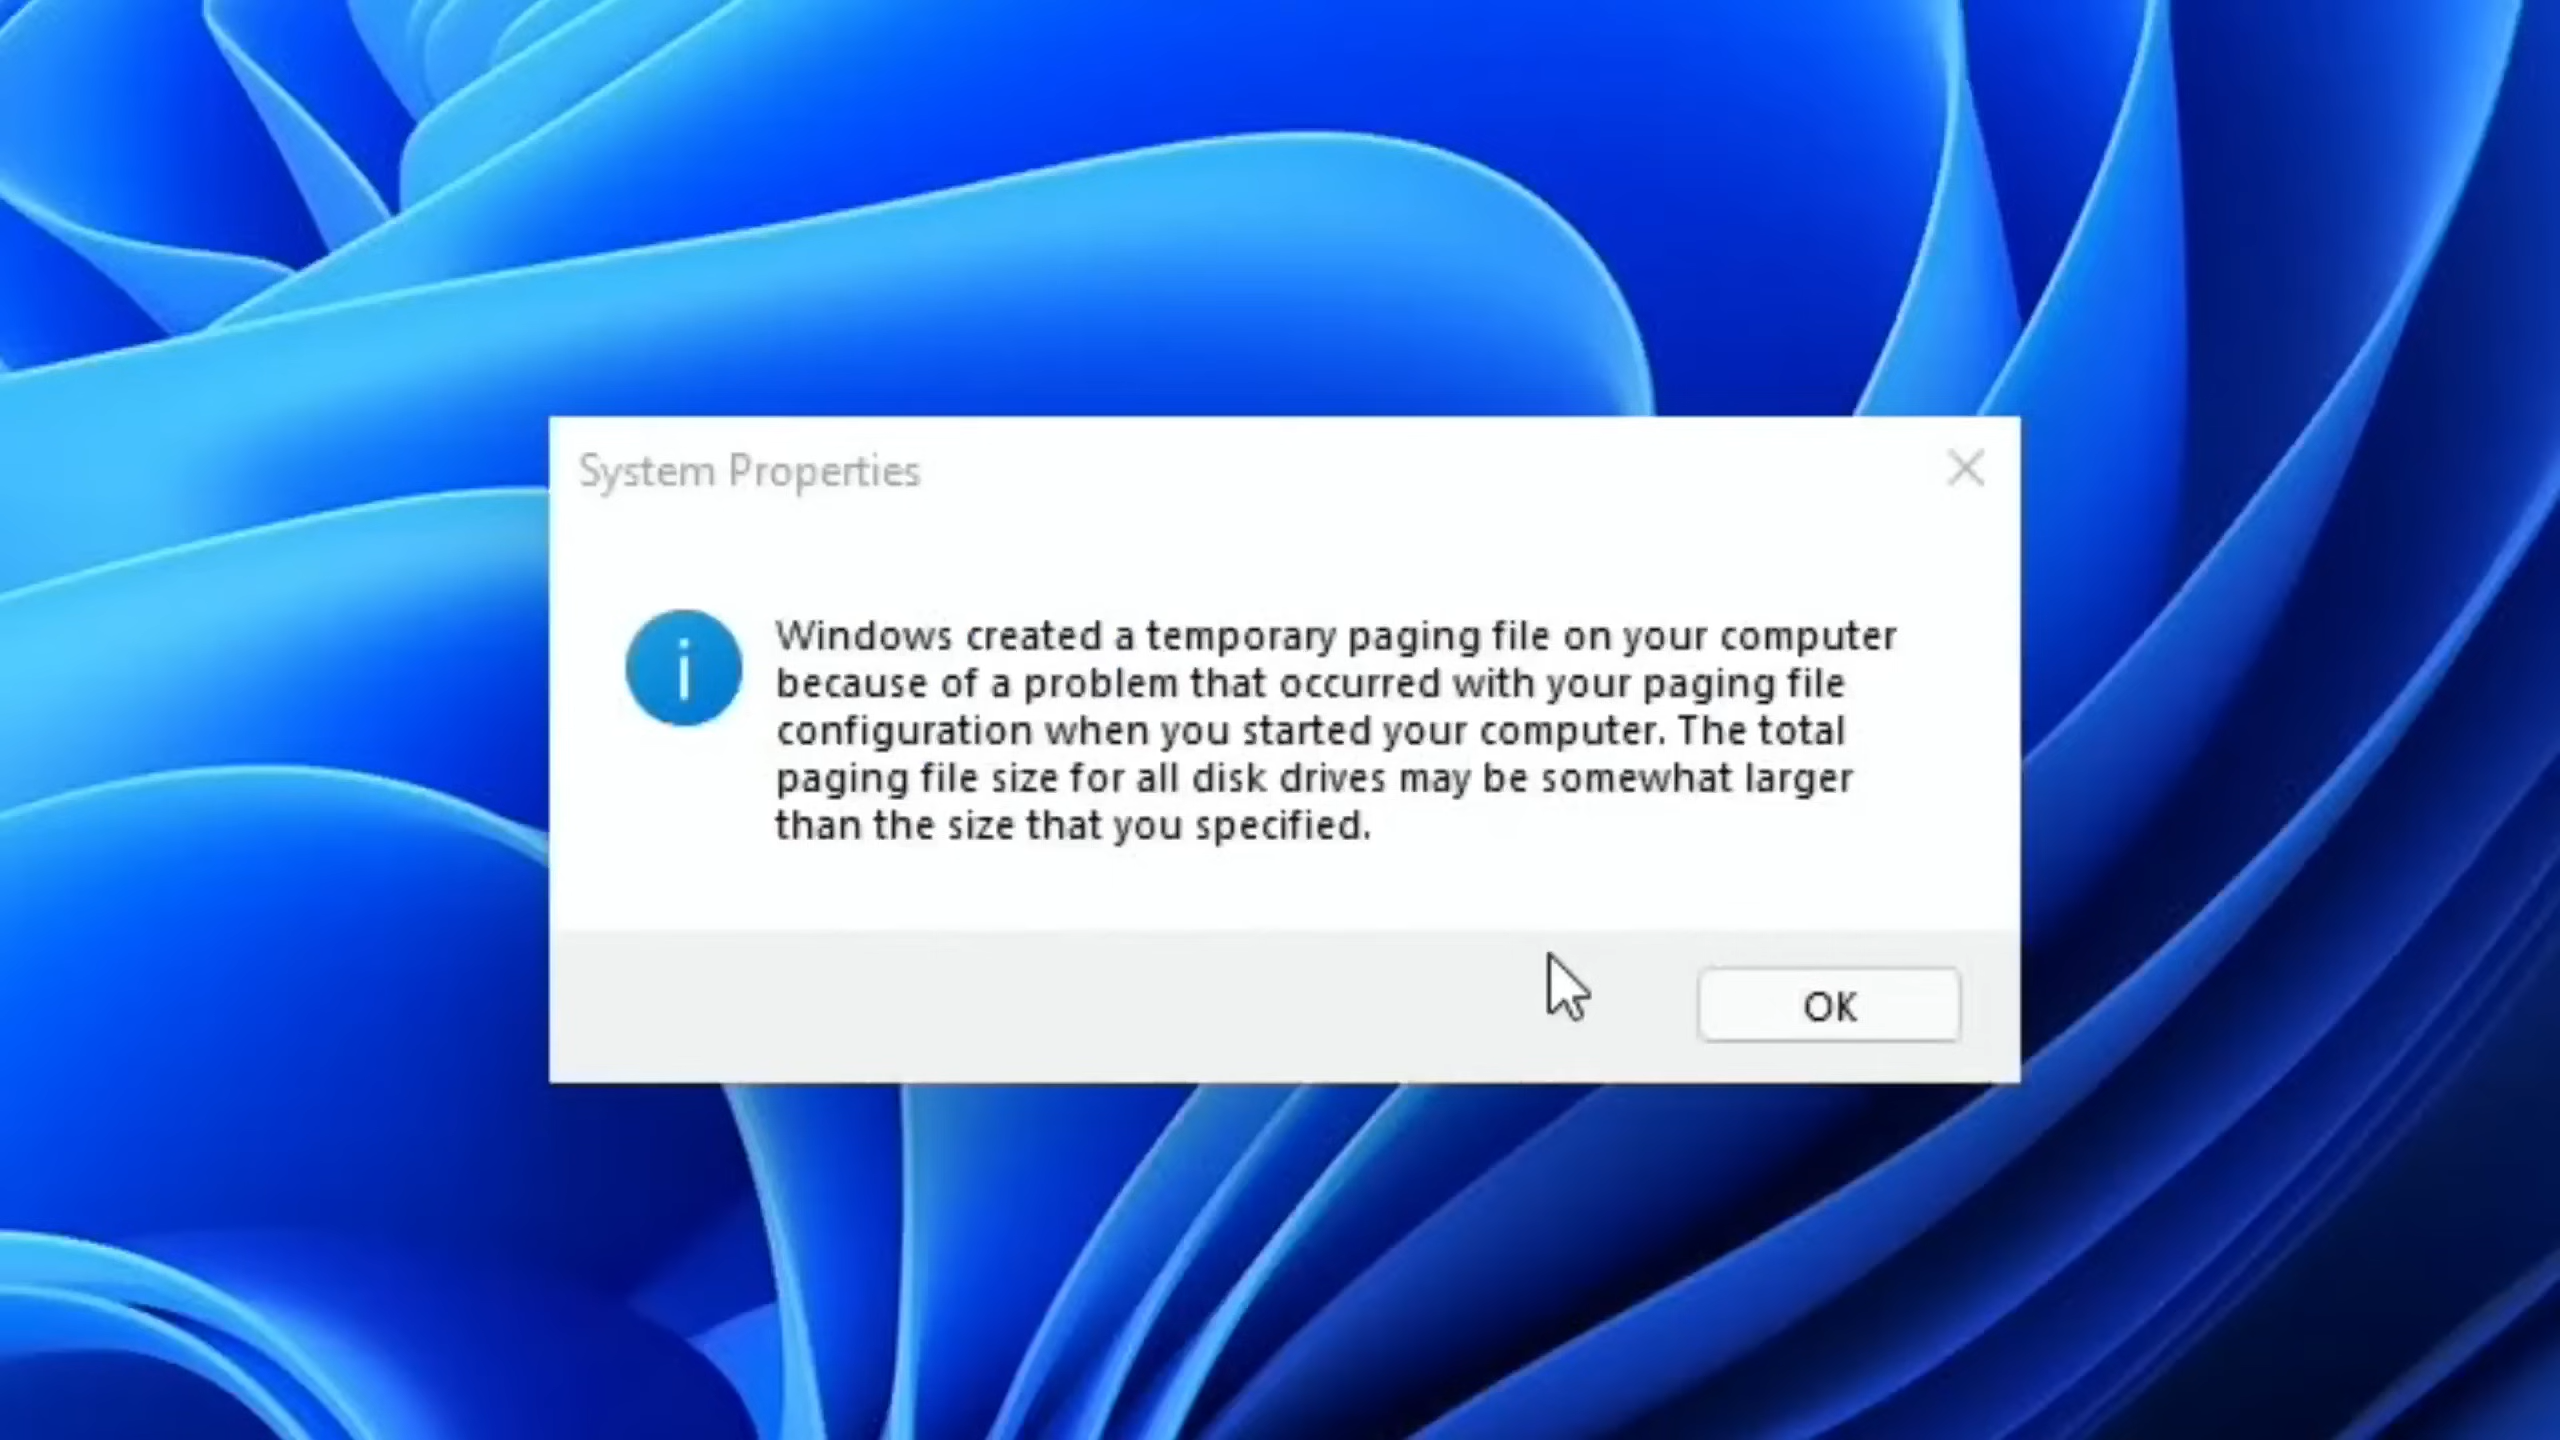 System Properties
i
Windows created a temporary paging file on your computer
because of a problem that occurred with your paging file
configuration when you started your computer. The total
paging file size for all disk drives may be somewhat larger
than the size that you specified.
OK